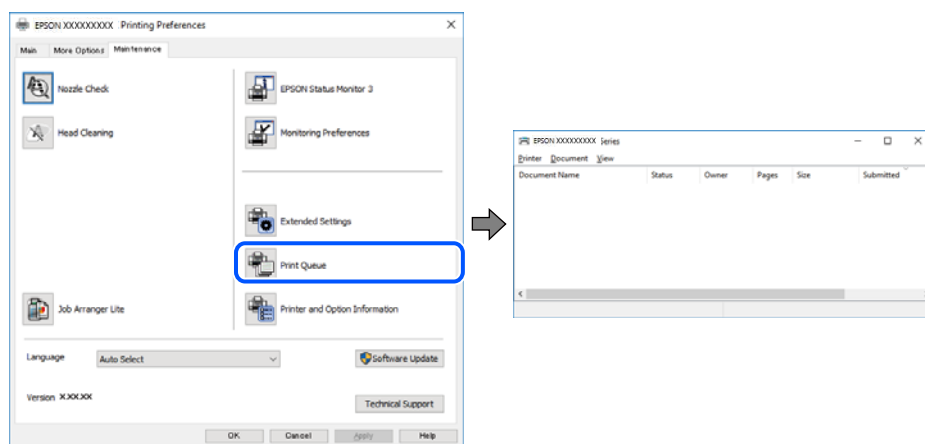 EPSON XXXXXXXXX Printing Preferences
Main More Options Maintenance
Nozzle Check
EPSON Status Monitor 3
Head Cleaning
Monitoring Preferences
Extended Settings
Print Queue
Job Arranger Lite
Printer and Option Information
Language Auto Select
Software Update
Version X.XX.XX
Technical Support
OK Cancel Apply Help
EPSON XXXXXXXXX Series
Printer Document View
Document Name Status Owner Pages Size Submitted